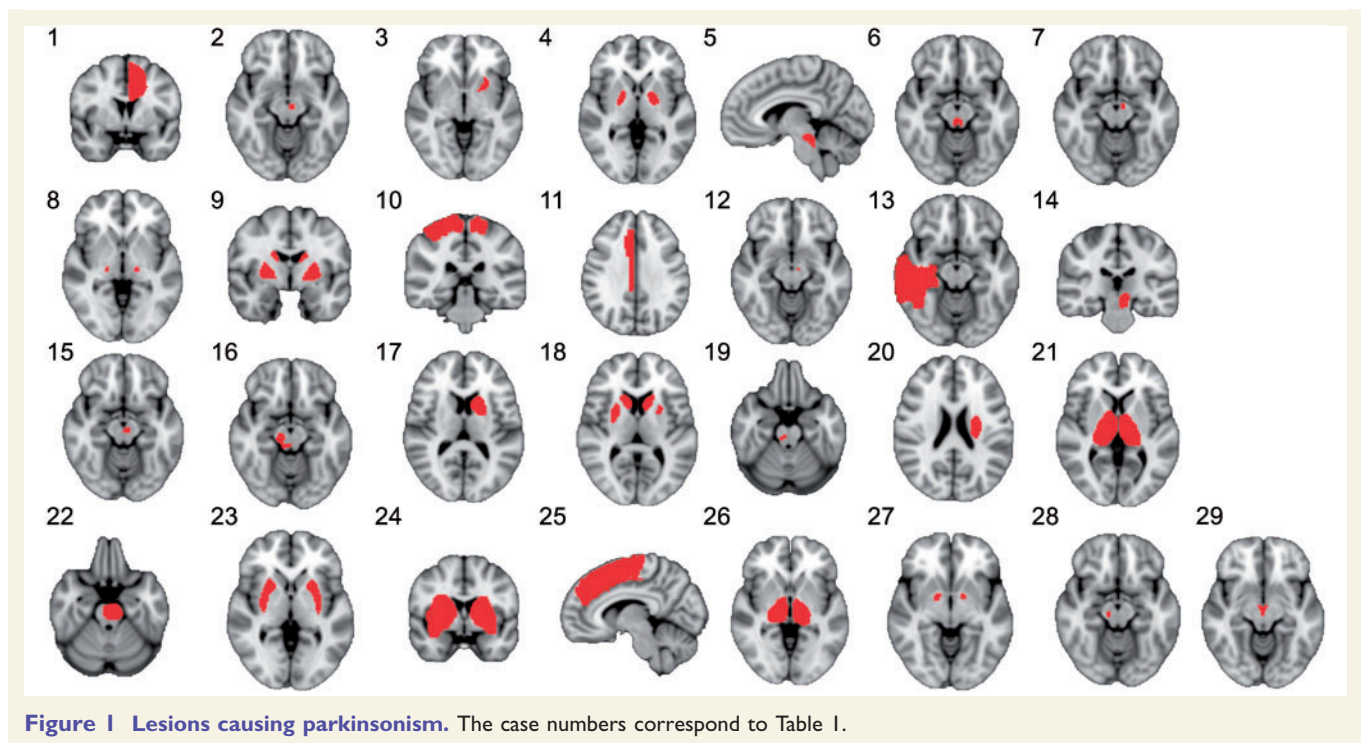 1 2 3 4 5 6 7
8 9 10 11 12 13 14
15 16 17 18 19 20 21
22 23 24 25 26 27 28 29
Figure 1 Lesions causing parkinsonism. The case numbers correspond to Table 1.